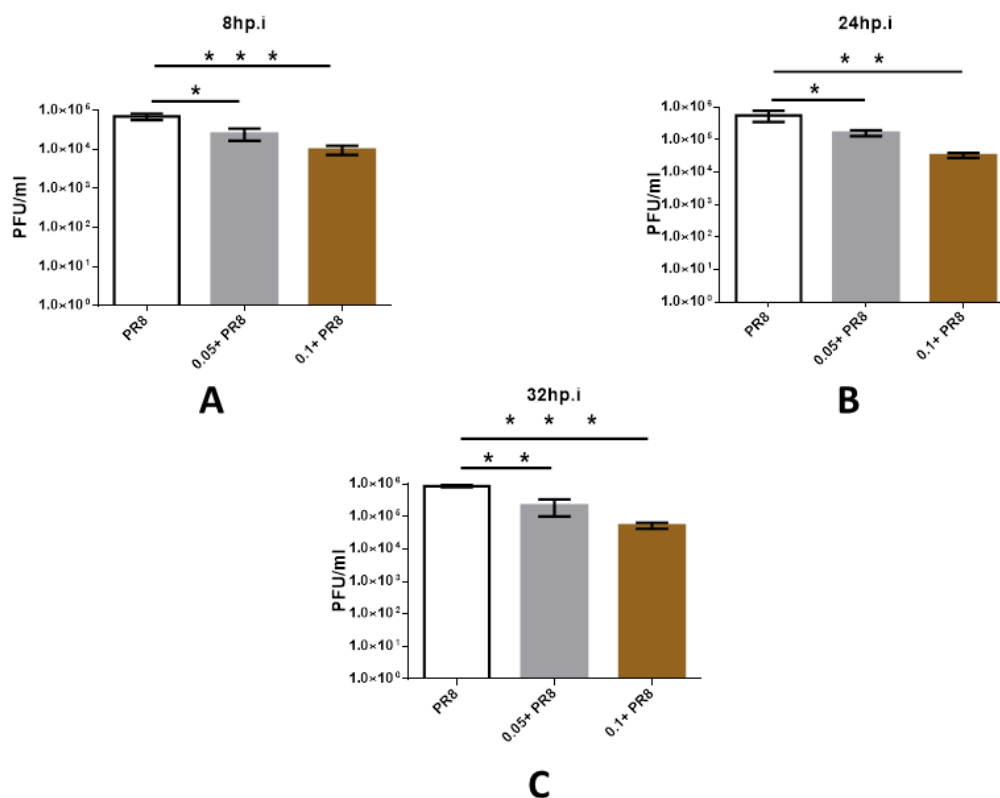 8hp.i
* * *
*
1.0×10⁶
1.0×10⁴
1.0×10³
1.0×10²
1.0×10¹
1.0×10⁰
PFU/ml
PR8
0.05+ PR8
0.1+ PR8
A
24hp.i
* *
*
1.0×10⁶
1.0×10⁵
1.0×10⁴
1.0×10³
1.0×10²
1.0×10¹
1.0×10⁰
PFU/ml
PR8
0.05+ PR8
0.1+ PR8
B
32hp.i
* * *
* *
1.0×10⁶
1.0×10⁶
1.0×10⁴
1.0×10³
1.0×10²
1.0×10¹
1.0×10⁰
PFU/ml
PR8
0.05+ PR8
0.1+ PR8
C